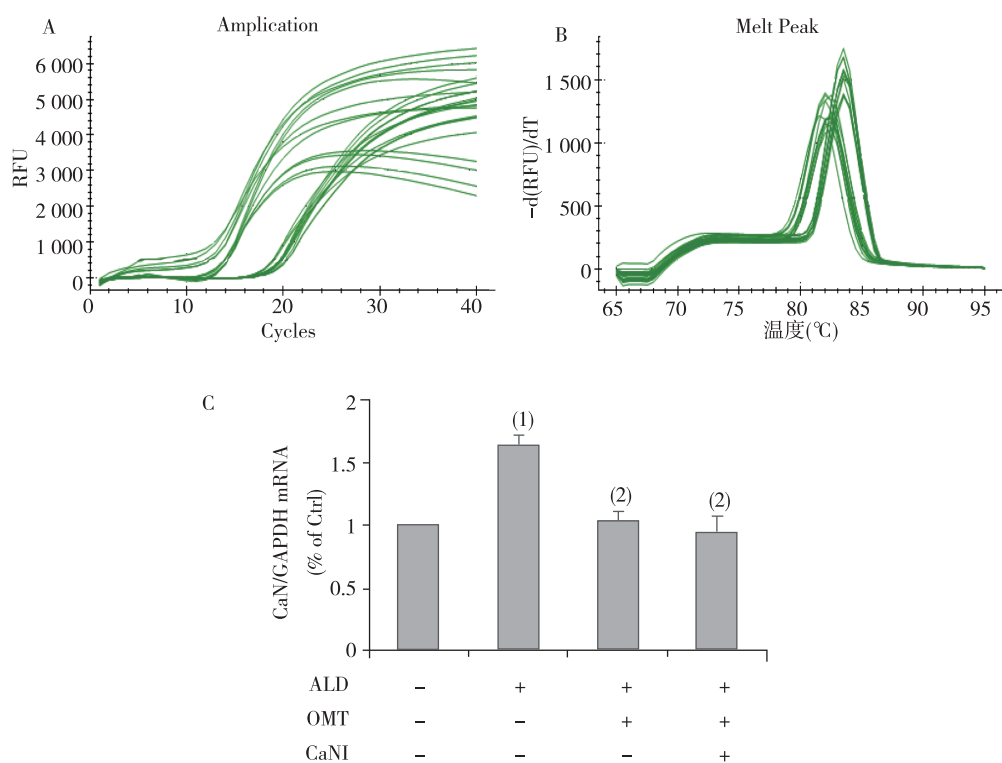 A
Amplication
RFU
6 000
5 000
4 000
3 000
2 000
1 000
0
0 10 20 30 40
Cycles
B
Melt Peak
-d(RFU)/dT
1 500
1 000
500
0
65 70 75 80 85 90 95
温度(℃)
C
CaN/GAPDH mRNA
(% of Ctrl)
2
1.5
1
0.5
0
(1)
(2)
(2)
ALD − + + +
OMT − − + +
CaNI − − − +